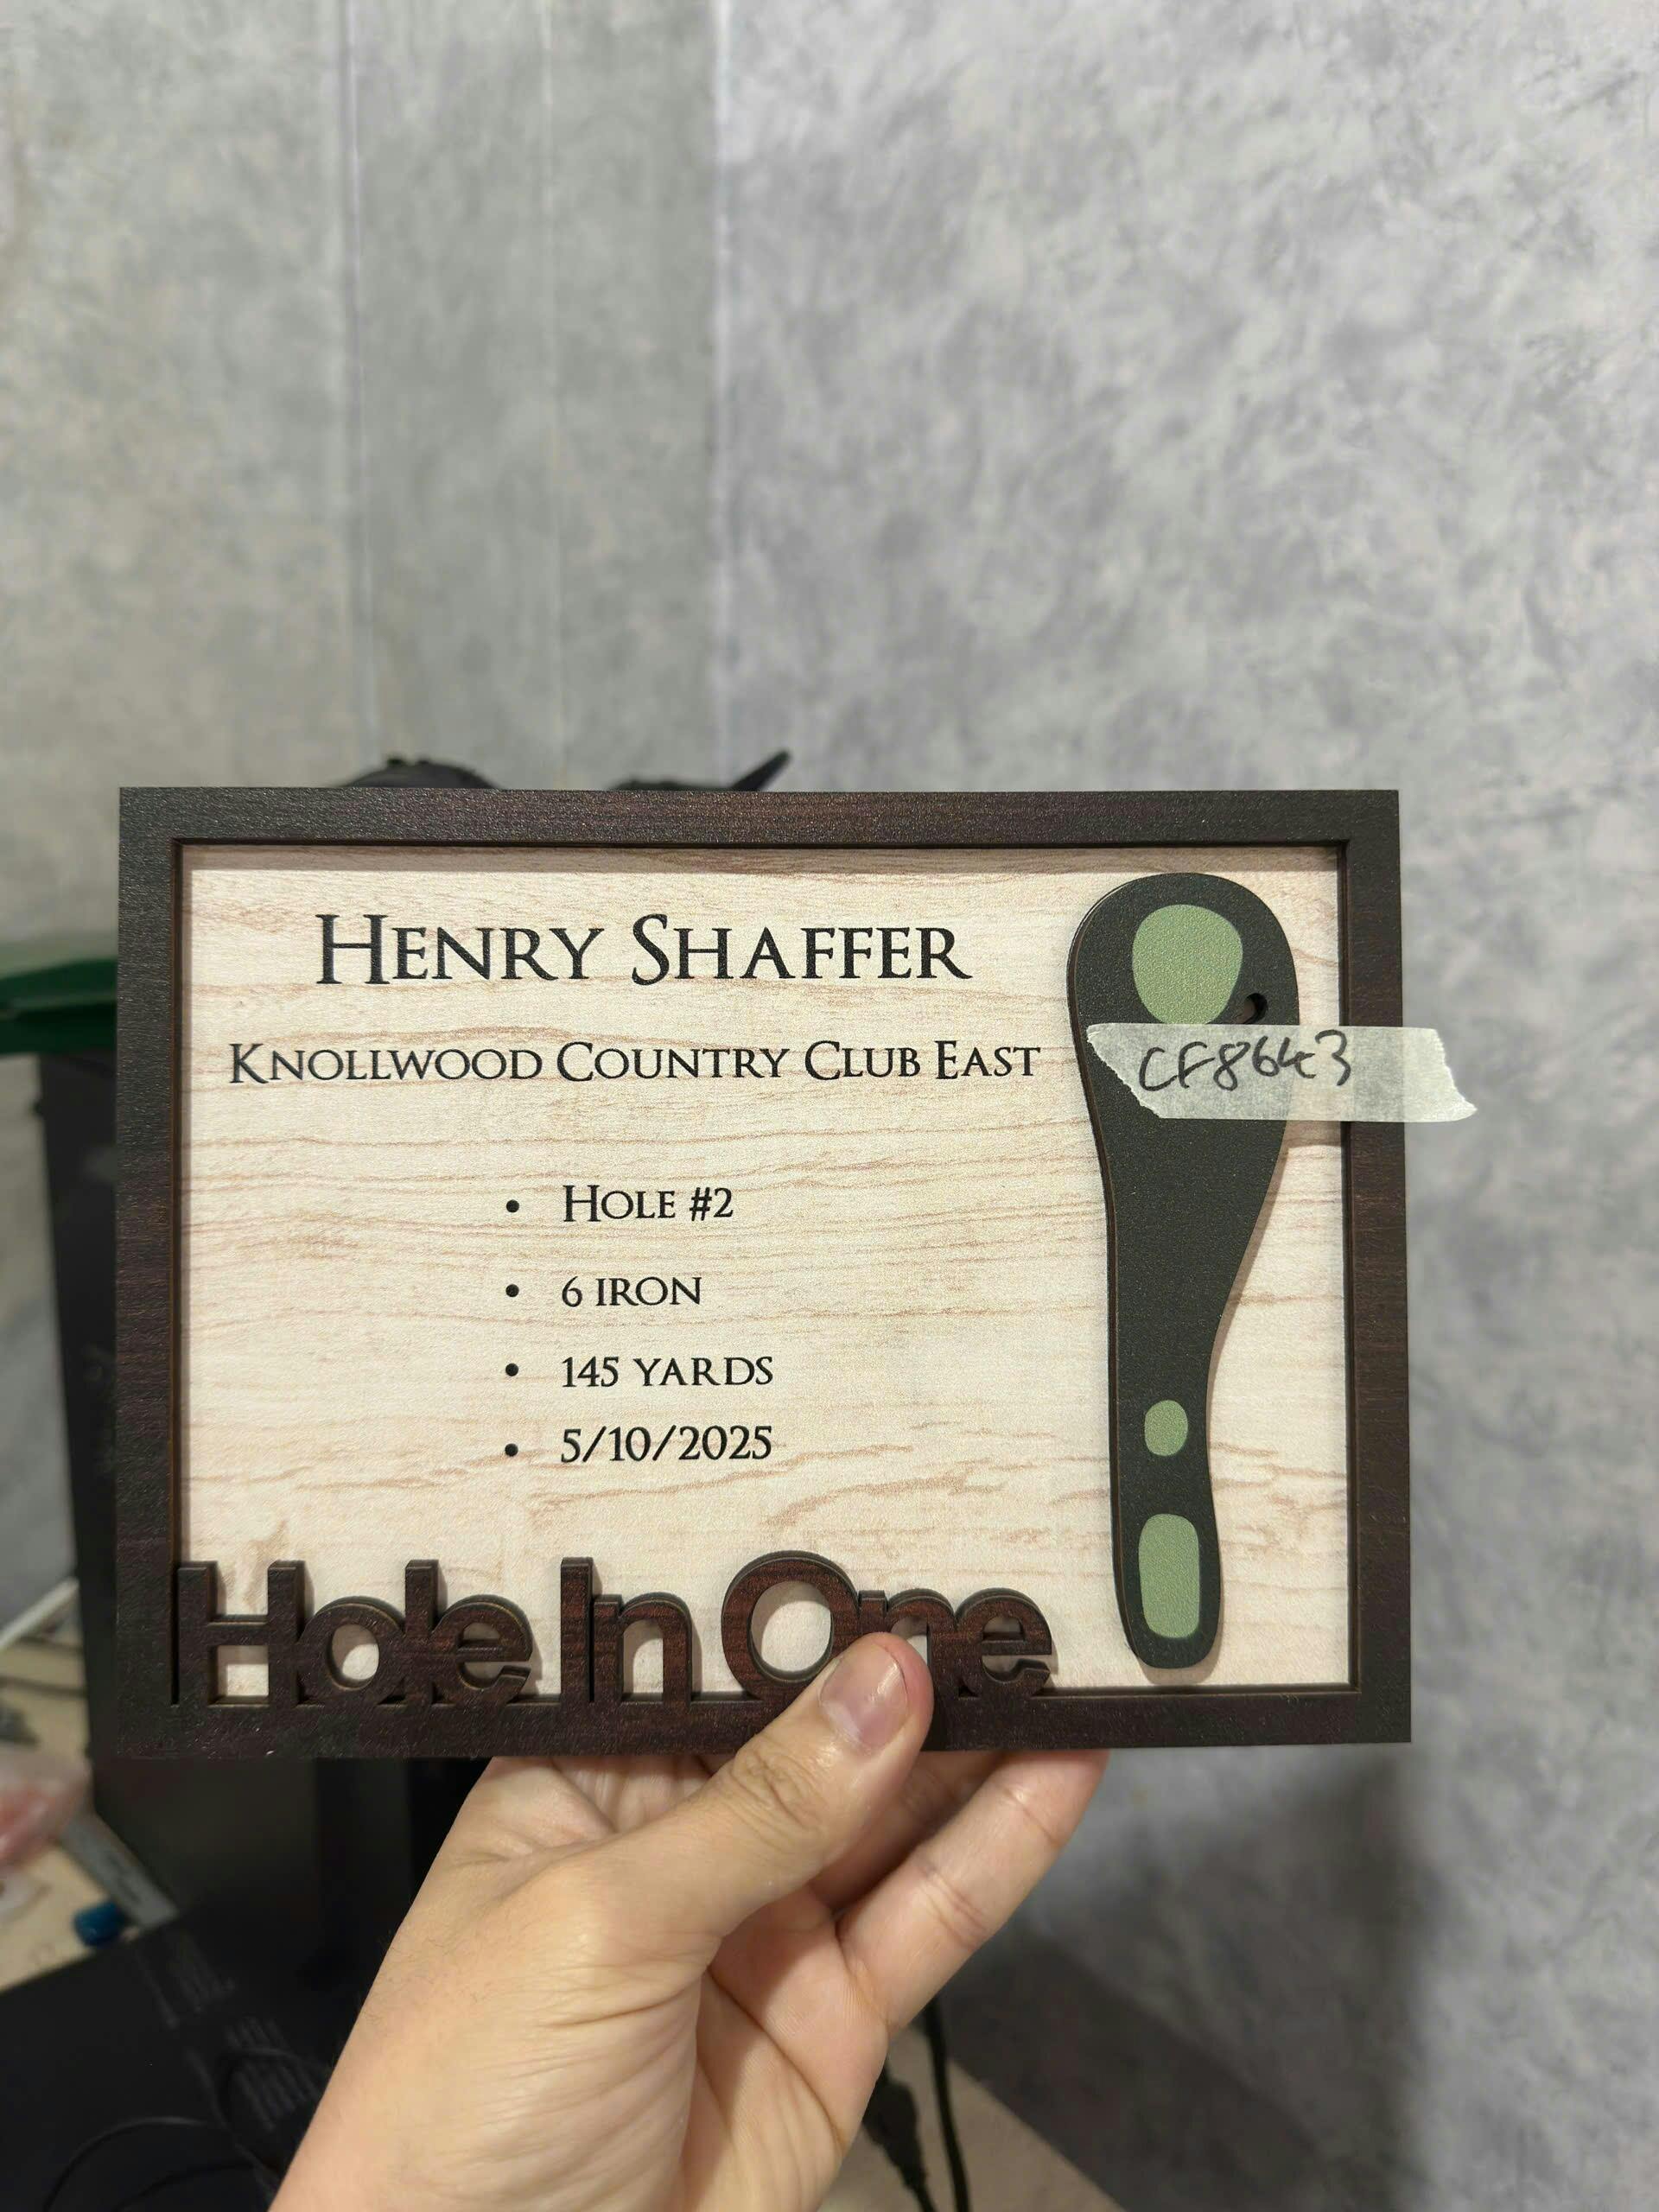 Henry Shaffer
Knollwood Country Club East
CF8643
• Hole #2
• 6 iron
• 145 yards
• 5/10/2025
Hole In One